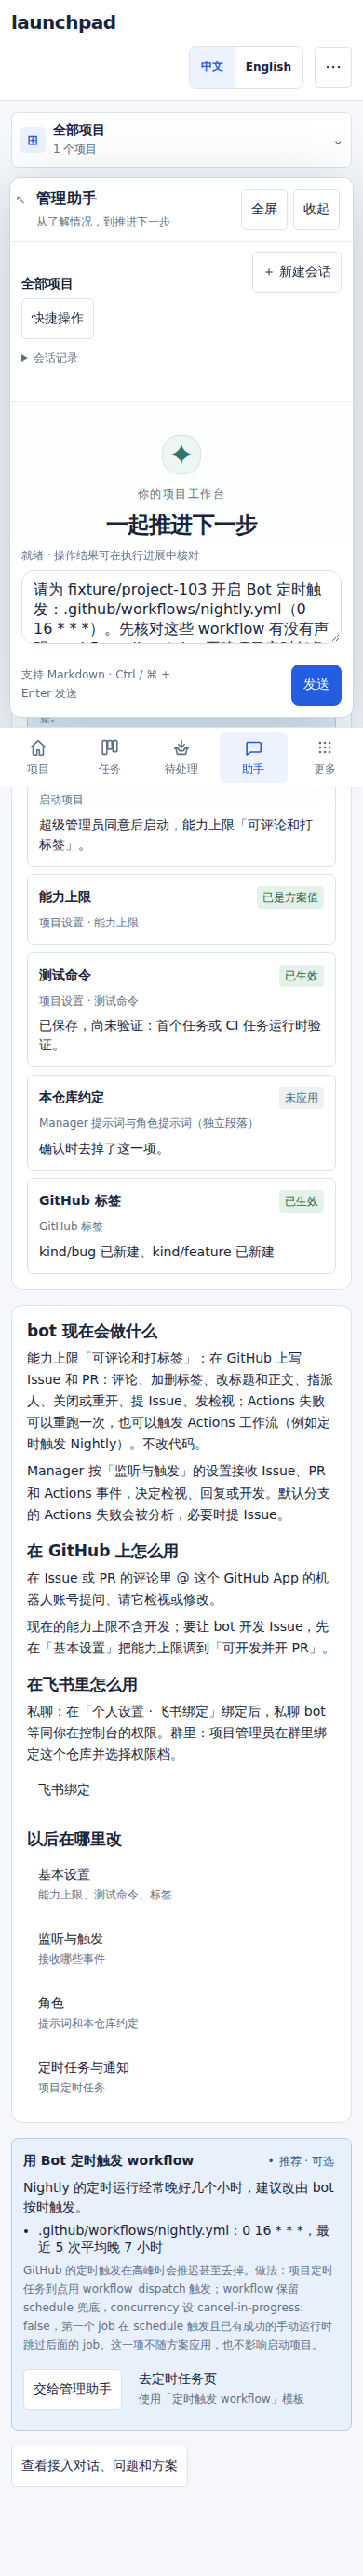 launchpad
中文
English
全部项目
1 个项目
管理助手
从了解情况，到推进下一步
全屏
收起
＋ 新建会话
全部项目
快捷操作
会话记录
你的项目工作台
一起推进下一步
就绪 · 操作结果可在执行进展中核对
请为 fixture/project-103 开启 Bot 定时触
发：.github/workflows/nightly.yml（0
16 * * *）。先核对这些 workflow 有没有声
支持 Markdown · Ctrl / ⌘ +
Enter 发送
发送
项目
任务
待处理
助手
更多
启动项目
超级管理员同意后启动，能力上限「可评论和打
标签」。
能力上限
已是方案值
项目设置 · 能力上限
测试命令
已生效
项目设置 · 测试命令
已保存，尚未验证：首个任务或 CI 任务运行时验
证。
本仓库约定
未应用
Manager 提示词与角色提示词（独立段落）
确认时去掉了这一项。
GitHub 标签
已生效
GitHub 标签
kind/bug 已新建、kind/feature 已新建
bot 现在会做什么
能力上限「可评论和打标签」：在 GitHub 上写
Issue 和 PR：评论、加删标签、改标题和正文、指派
人、关闭或重开、提 Issue、发检视；Actions 失败
可以重跑一次，也可以触发 Actions 工作流（例如定
时触发 Nightly）。不改代码。
Manager 按「监听与触发」的设置接收 Issue、PR
和 Actions 事件，决定检视、回复或开发。默认分支
的 Actions 失败会被分析，必要时提 Issue。
在 GitHub 上怎么用
在 Issue 或 PR 的评论里 @ 这个 GitHub App 的机
器人账号提问、请它检视或修改。
现在的能力上限不含开发；要让 bot 开发 Issue，先
在「基本设置」把能力上限调到「可开发并开 PR」。
在飞书里怎么用
私聊：在「个人设置 · 飞书绑定」绑定后，私聊 bot
等同你在控制台的权限。群里：项目管理员在群里绑
定这个仓库并选择权限档。
飞书绑定
以后在哪里改
基本设置
能力上限、测试命令、标签
监听与触发
接收哪些事件
角色
提示词和本仓库约定
定时任务与通知
项目定时任务
用 Bot 定时触发 workflow
• 推荐 · 可选
Nightly 的定时运行经常晚好几个小时，建议改由 bot
按时触发。
• .github/workflows/nightly.yml：0 16 * * *，最
近 5 次平均晚 7 小时
GitHub 的定时触发在高峰时会推迟甚至丢掉。做法：项目定时
任务到点用 workflow_dispatch 触发；workflow 保留
schedule 兜底，concurrency 设 cancel-in-progress:
false，第一个 job 在 schedule 触发且已有成功的手动运行时
跳过后面的 job。这一项不随方案应用，也不影响启动项目。
交给管理助手
去定时任务页
使用「定时触发 workflow」模板
查看接入对话、问题和方案